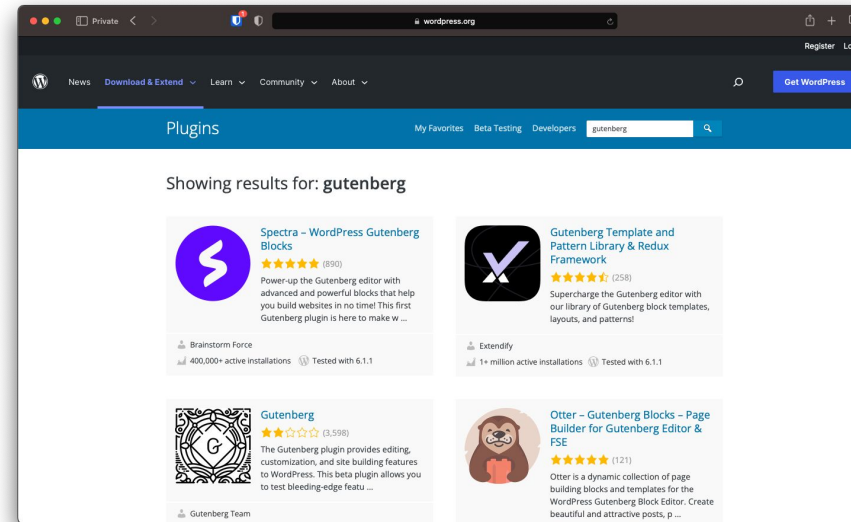 Private
1
wordpress.org
Register
News Download & Extend Learn Community About
Get WordPress
Plugins
My Favorites Beta Testing Developers gutenberg
Showing results for: gutenberg
Spectra – WordPress Gutenberg
Blocks
(890)
Power-up the Gutenberg editor with
advanced and powerful blocks that help
you build websites in no time! This first
Gutenberg plugin is here to make w ...
Brainstorm Force
400,000+ active installations Tested with 6.1.1
Gutenberg Template and
Pattern Library & Redux
Framework
(258)
Supercharge the Gutenberg editor with
our library of Gutenberg block templates,
layouts, and patterns!
Extendify
1+ million active installations Tested with 6.1.1
G
Gutenberg
(3,598)
The Gutenberg plugin provides editing,
customization, and site building features
to WordPress. This beta plugin allows you
to test bleeding-edge featu ...
Gutenberg Team
Otter – Gutenberg Blocks – Page
Builder for Gutenberg Editor &
FSE
(121)
Otter is a dynamic collection of page
building blocks and templates for the
WordPress Gutenberg Block Editor. Create
beautiful and attractive posts, p ...